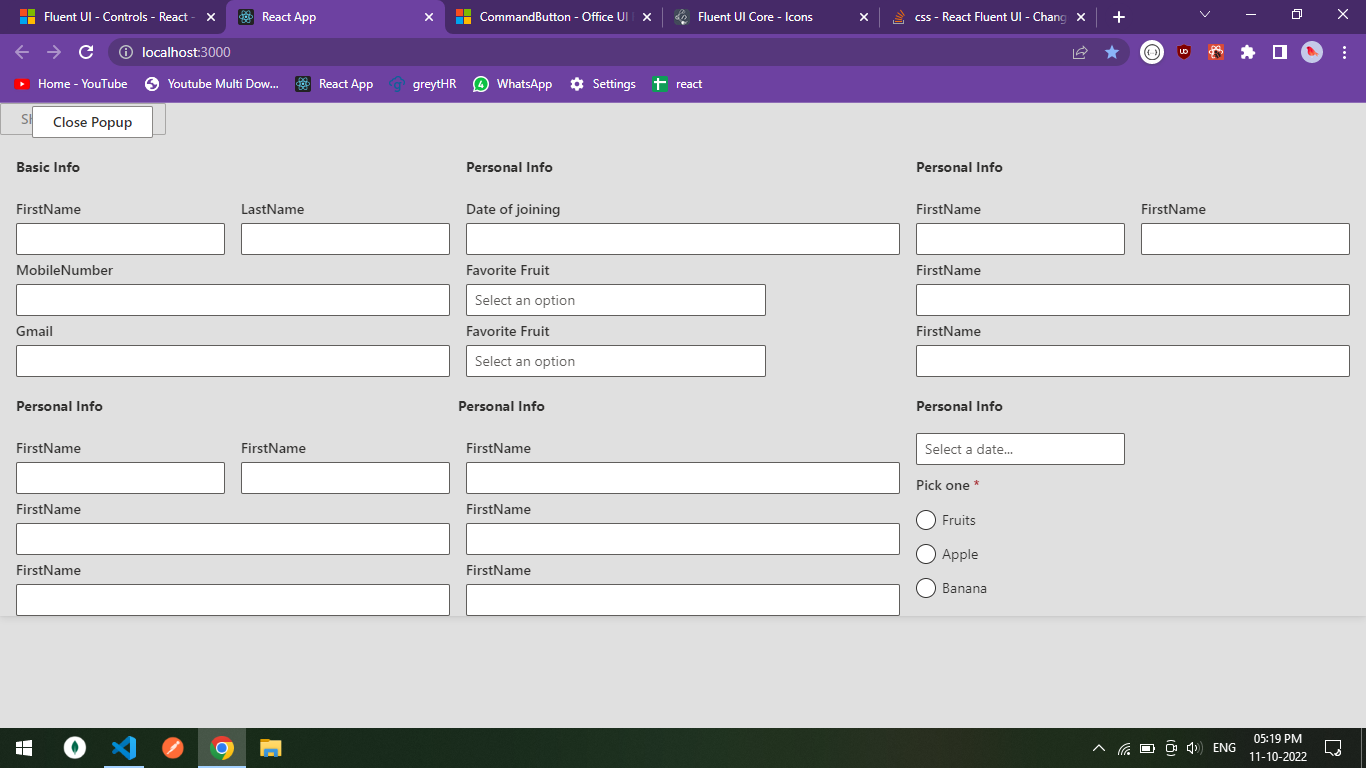 Fluent UI - Controls - React -
React App
CommandButton - Office UI
Fluent UI Core - Icons
css - React Fluent UI - Chang
localhost:3000
Home - YouTube
Youtube Multi Dow...
React App
greytHR
4
WhatsApp
Settings
react
Close Popup
Basic Info
Personal Info
Personal Info
FirstName
LastName
Date of joining
FirstName
FirstName
MobileNumber
Favorite Fruit
FirstName
Select an option
Gmail
Favorite Fruit
FirstName
Select an option
Personal Info
Personal Info
Personal Info
FirstName
FirstName
FirstName
Select a date...
Pick one *
FirstName
FirstName
Fruits
Apple
FirstName
FirstName
Banana
ENG
05:19 PM
11-10-2022